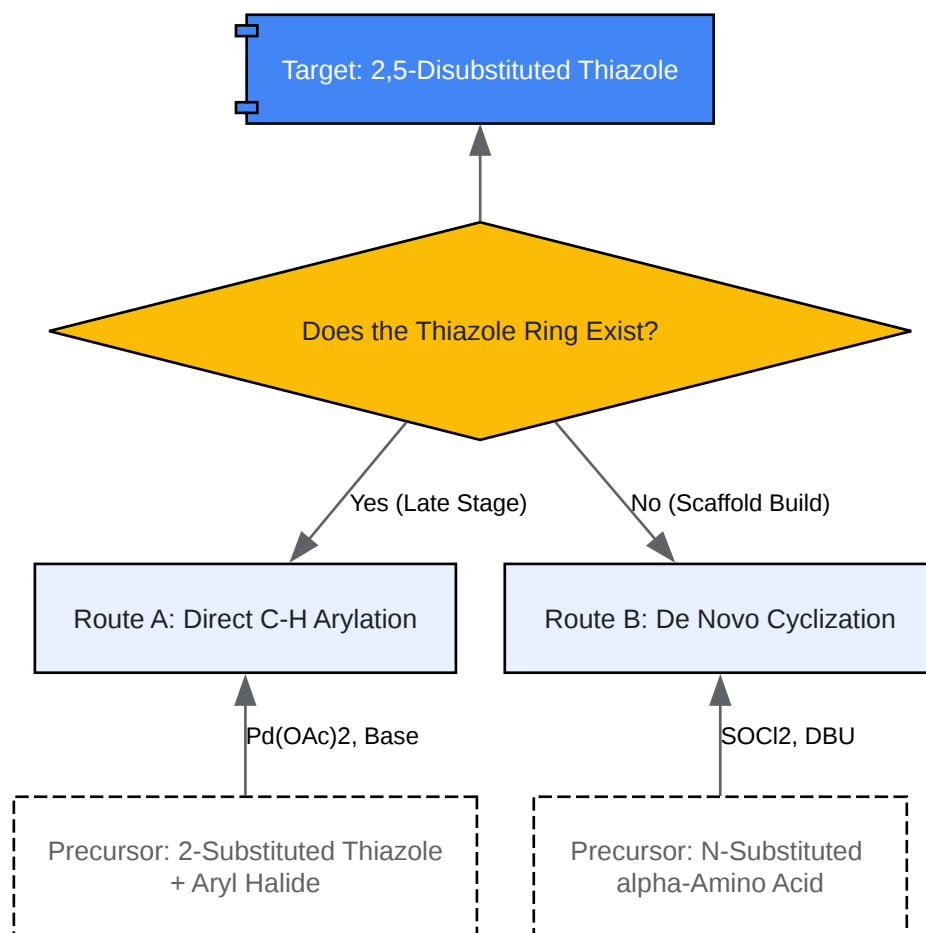 Target: 2,5-Disubstituted Thiazole
Does the Thiazole Ring Exist?
Yes (Late Stage)
No (Scaffold Build)
Route A: Direct C-H Arylation
Route B: De Novo Cyclization
Pd(OAc)2, Base
SOCl2, DBU
Precursor: 2-Substituted Thiazole
+ Aryl Halide
Precursor: N-Substituted
alpha-Amino Acid